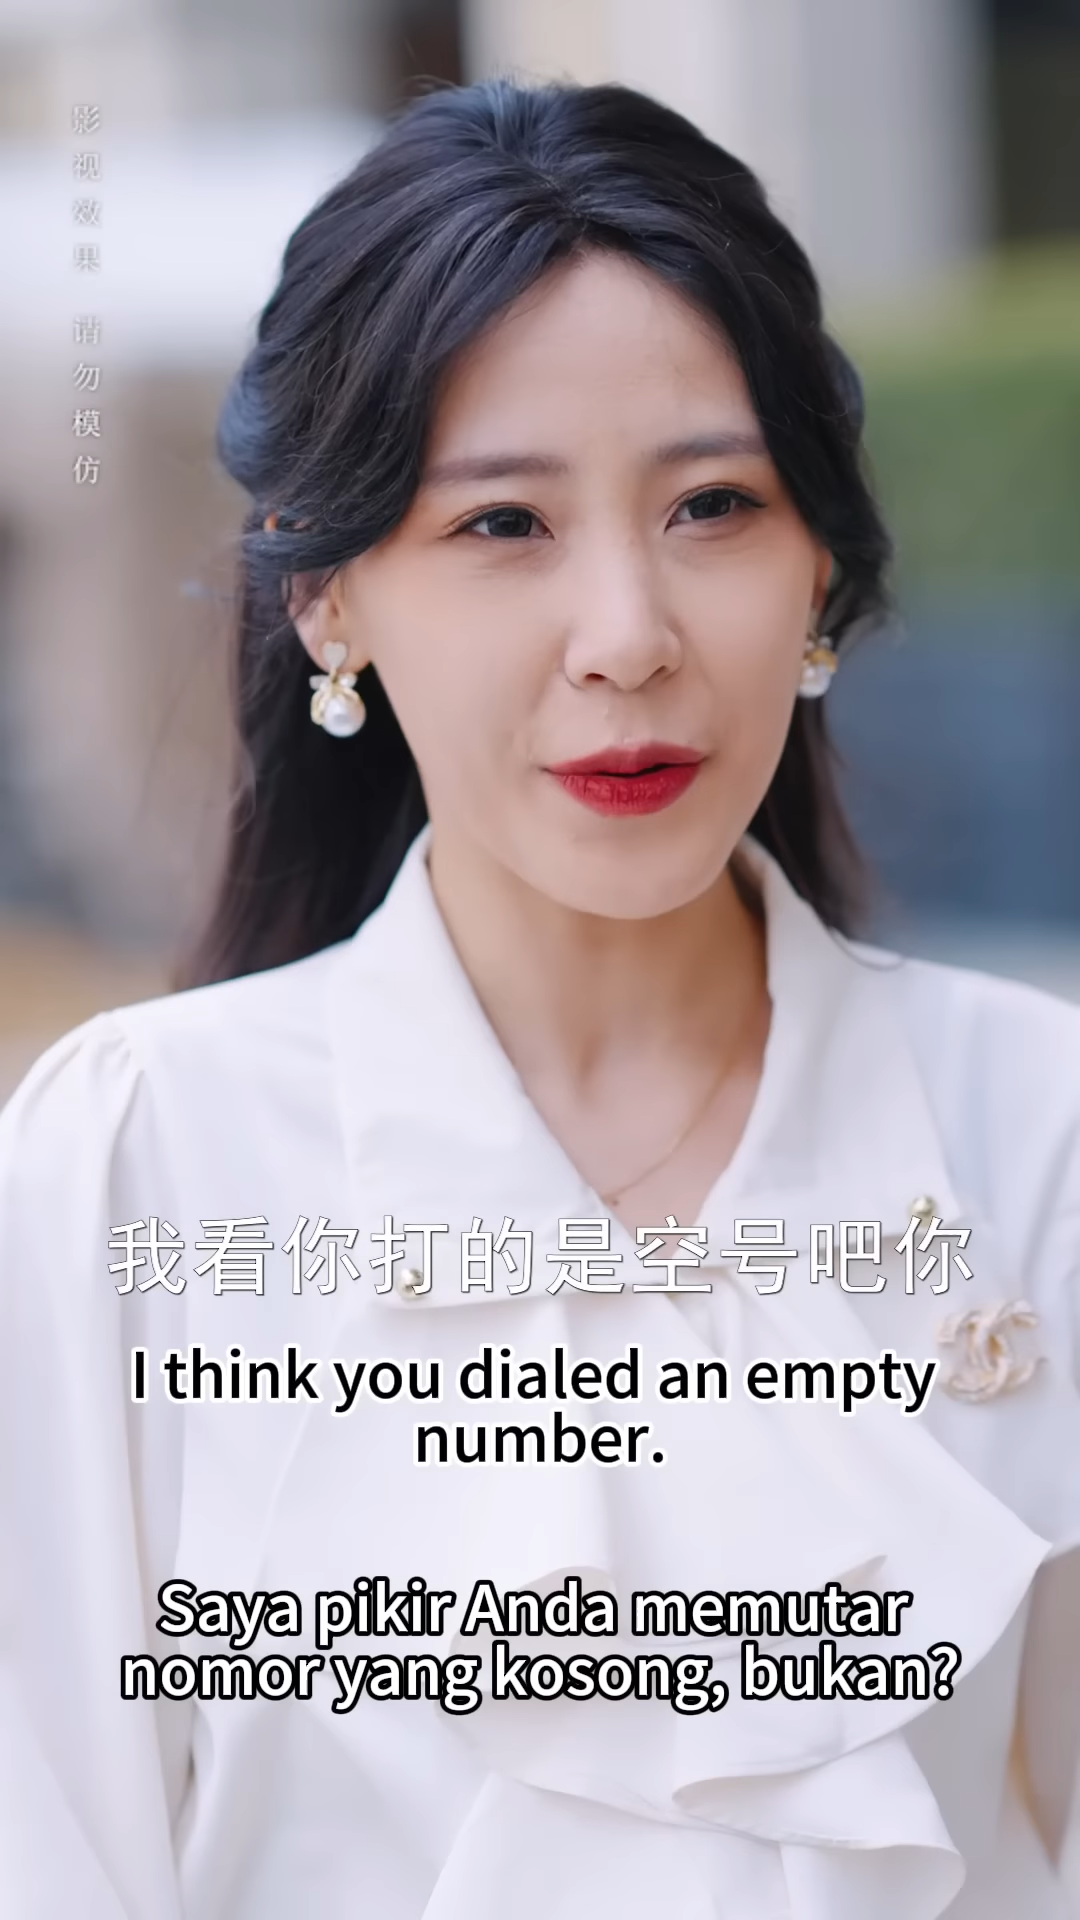 影视效果 请勿模仿
我看你打的是空号吧你
I think you dialed an empty
number.
Saya pikir Anda memutar
nomor yang kosong, bukan?